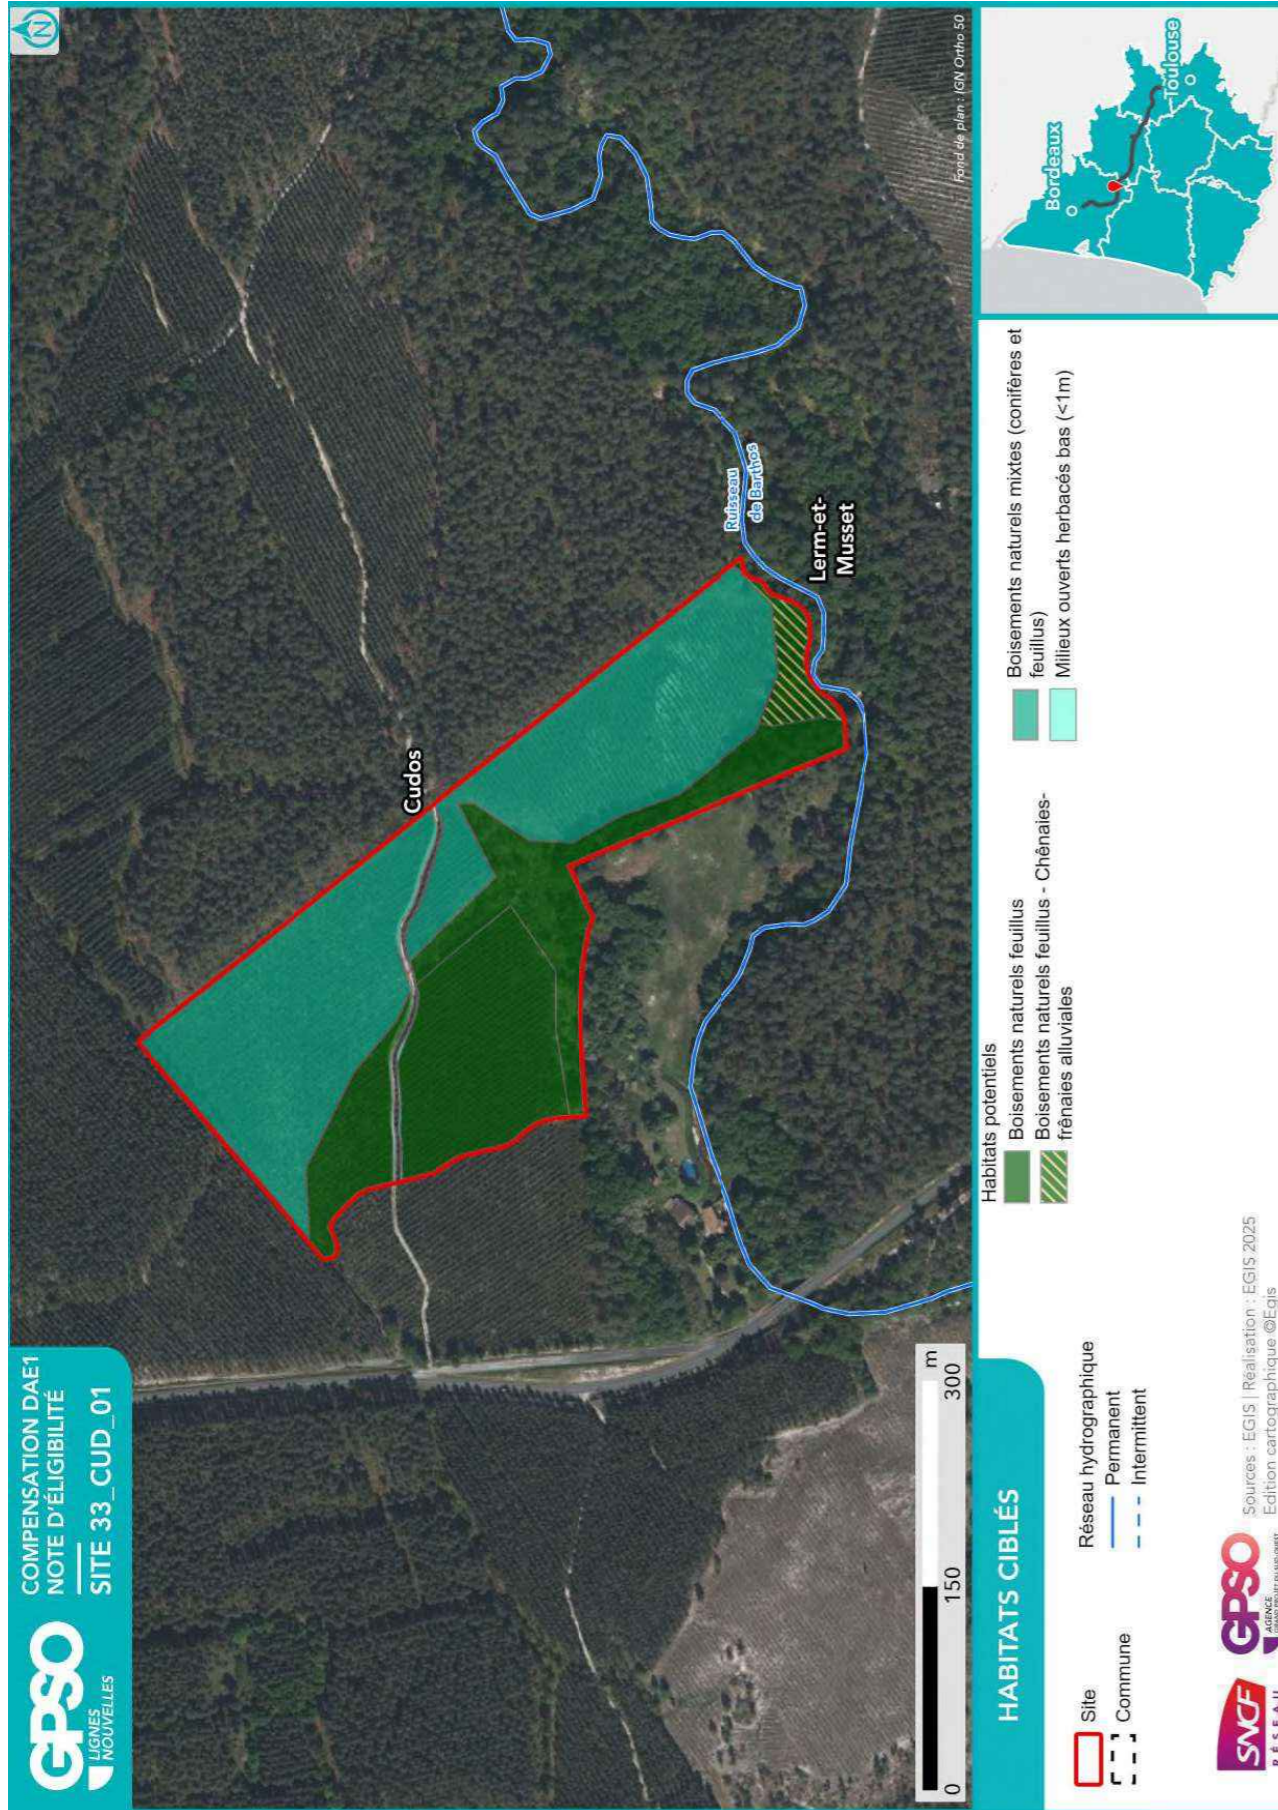 GPSO
LIGNES
NOUVELLES
COMPENSATION DAE1
NOTE D'ÉLIGIBILITÉ
SITE 33_CUD_01
N
Cudos
Ruisseau
de Barthos
Lerm-et-
Musset
Fond de plan : IGN Ortho 50
0 150 300 m
HABITATS CIBLÉS
Site
Commune
Réseau hydrographique
Permanent
Intermittent
Habitats potentiels
Boisements naturels feuillus
Boisements naturels feuillus - Chênaies-
frênaies alluviales
Boisements naturels mixtes (conifères et
feuillus)
Milieux ouverts herbacés bas (<1m)
Bordeaux
Toulouse
SNCF
RÉSEAU
GPSO
AGENCE
Sources : EGIS | Réalisation : EGIS 2025
Edition cartographique ©Egis